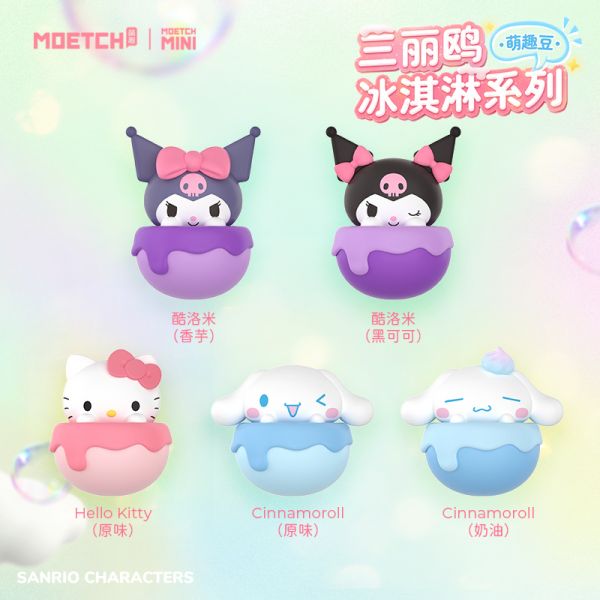 MOETCH 萌趣
MOETCH MINI
三丽鸥
·萌趣豆·
冰淇淋系列
酷洛米
（香芋）
酷洛米
（黑可可）
Hello Kitty
（原味）
Cinnamoroll
（原味）
Cinnamoroll
（奶油）
SANRIO CHARACTERS